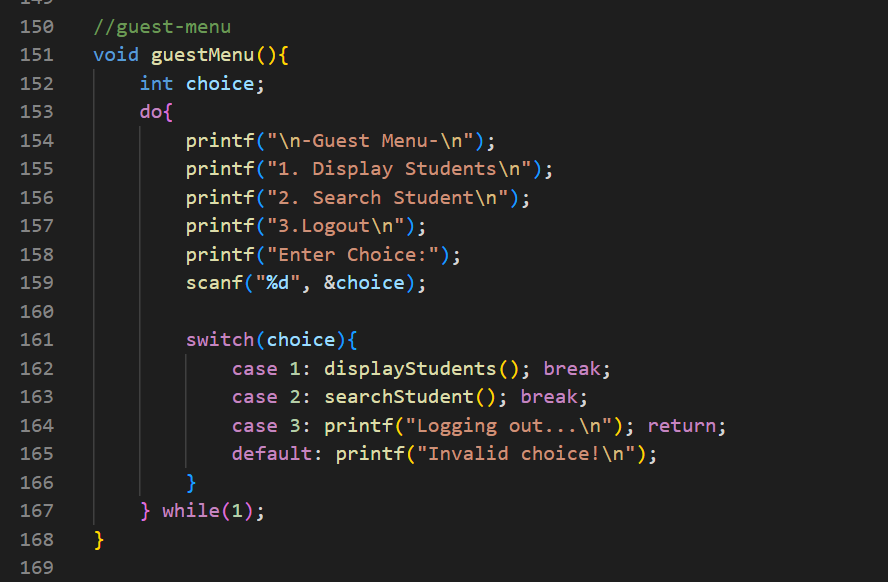 149
150 //guest-menu
151 void guestMenu(){
152 int choice;
153 do{
154 printf("\n-Guest Menu-\n");
155 printf("1. Display Students\n");
156 printf("2. Search Student\n");
157 printf("3.Logout\n");
158 printf("Enter Choice:");
159 scanf("%d", &choice);
160
161 switch(choice){
162 case 1: displayStudents(); break;
163 case 2: searchStudent(); break;
164 case 3: printf("Logging out...\n"); return;
165 default: printf("Invalid choice!\n");
166 }
167 } while(1);
168 }
169